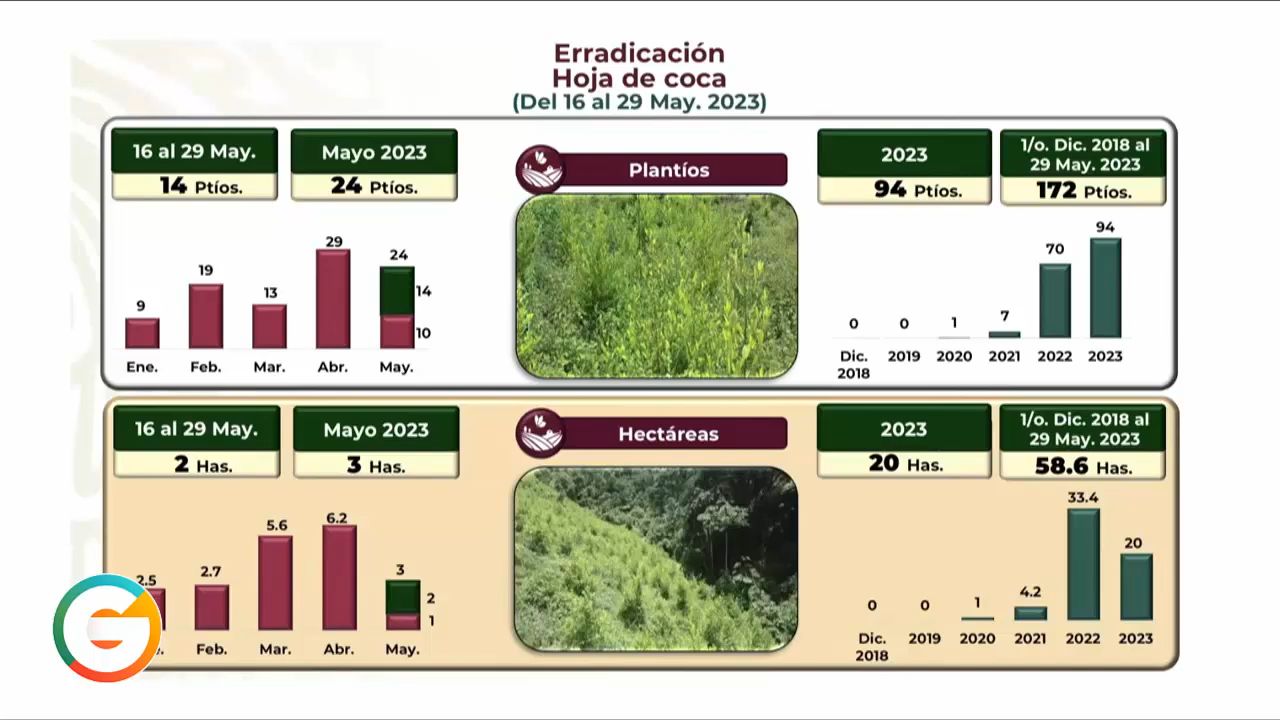 Erradicación
Hoja de coca
(Del 16 al 29 May. 2023)
16 al 29 May.
14 Ptíos.
Mayo 2023
24 Ptíos.
Plantíos
2023
94 Ptíos.
1/o. Dic. 2018 al
29 May. 2023
172 Ptíos.
9
19
13
29
24
14
10
Ene.
Feb.
Mar.
Abr.
May.
0
0
1
7
70
94
Dic.
2018
2019
2020
2021
2022
2023
16 al 29 May.
2 Has.
Mayo 2023
3 Has.
Hectáreas
2023
20 Has.
1/o. Dic. 2018 al
29 May. 2023
58.6 Has.
2.5
2.7
5.6
6.2
3
2
1
Feb.
Mar.
Abr.
May.
0
0
1
4.2
33.4
20
Dic.
2018
2019
2020
2021
2022
2023
G